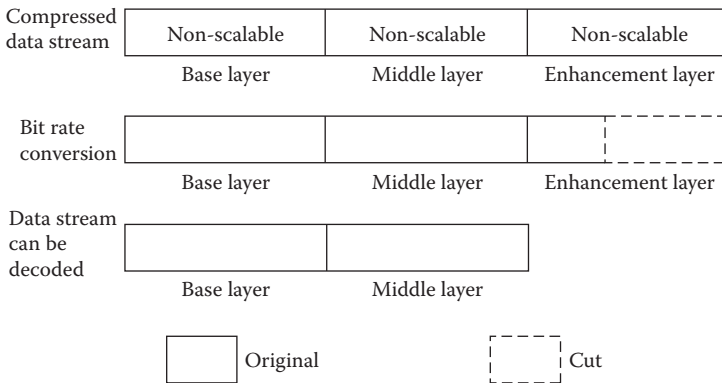 Compressed
data stream
Non-scalable Non-scalable Non-scalable
Base layer Middle layer Enhancement layer
Bit rate
conversion
Base layer Middle layer Enhancement layer
Data stream
can be
decoded
Base layer Middle layer
Original Cut